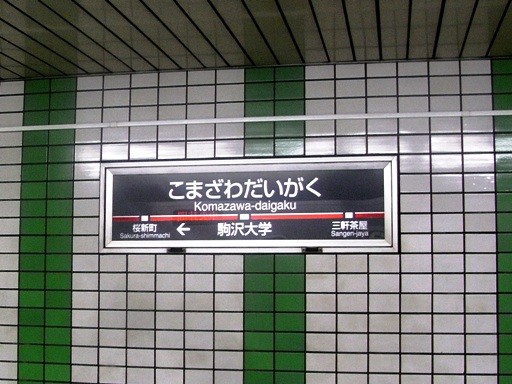 こまざわだいがく
Komazawa-daigaku
桜新町 ← 駒沢大学 三軒茶屋
Sakura-shimmachi Sangen-jaya